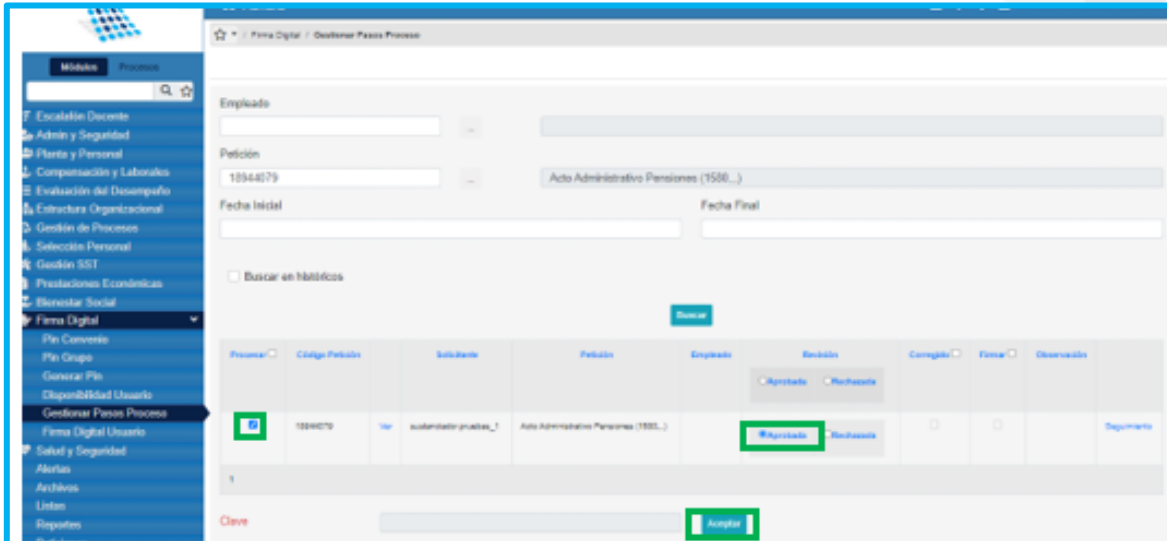 / Firma Digital / Gestionar Pasos Proceso
Módulos Procesos
Escalafón Docente
Admin y Seguridad
Planta y Personal
Compensación y Laborales
Evaluación del Desempeño
Estructura Organizacional
Gestión de Procesos
Selección Personal
Gestión SST
Prestaciones Económicas
Bienestar Social
Firma Digital
Pin Convenio
Pin Grupo
Generar Pin
Disponibilidad Usuario
Gestionar Pasos Proceso
Firma Digital Usuario
Salud y Seguridad
Alertas
Archivos
Listas
Reportes
Empleado
...
Petición
18944079 ... Acto Administrativo Pensiones (1580...)
Fecha Inicial Fecha Final
Buscar en históricos
Buscar
Procesar Código Petición Solicitante Petición Empleado Revisión Corregido Firmar Observación
Aprobada Rechazada
18944079 Ver sustanciador pruebas_1 Acto Administrativo Pensiones (1580...) Aprobada Rechazada Seguimiento
1
Clave Aceptar